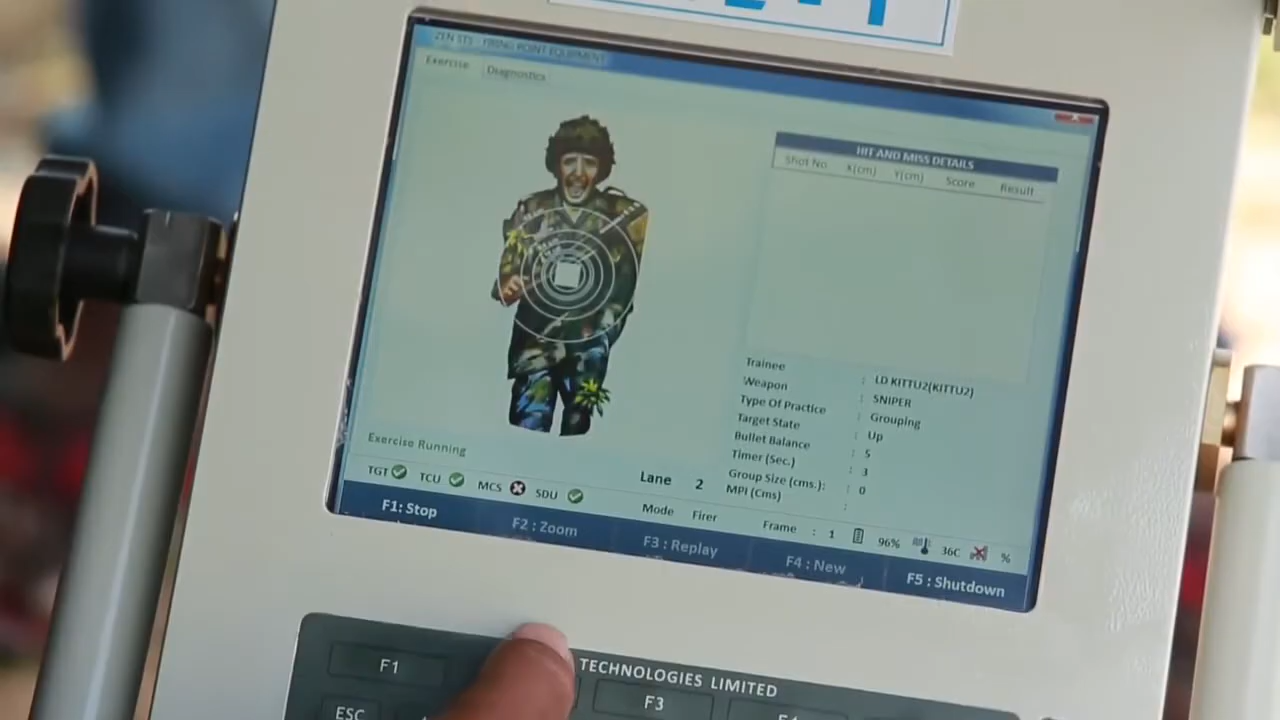 ZEN STS - FIRING POINT EQUIPMENT
Exercise Diagnostics
HIT AND MISS DETAILS
Shot No X(cm) Y(cm) Score Result
Trainee : LD KITTU2(KITTU2)
Weapon : SNIPER
Type Of Practice : Grouping
Target State : Up
Bullet Balance : 5
Timer (Sec.) : 3
Group Size (cms.): : 0
MPI (Cms) :
Exercise Running
TGT TCU MCS SDU
Lane 2
Mode Firer Frame : 1 96% 36C %
F1: Stop F2 : Zoom F3 : Replay F4 : New F5 : Shutdown
TECHNOLOGIES LIMITED
F1 F3
ESC